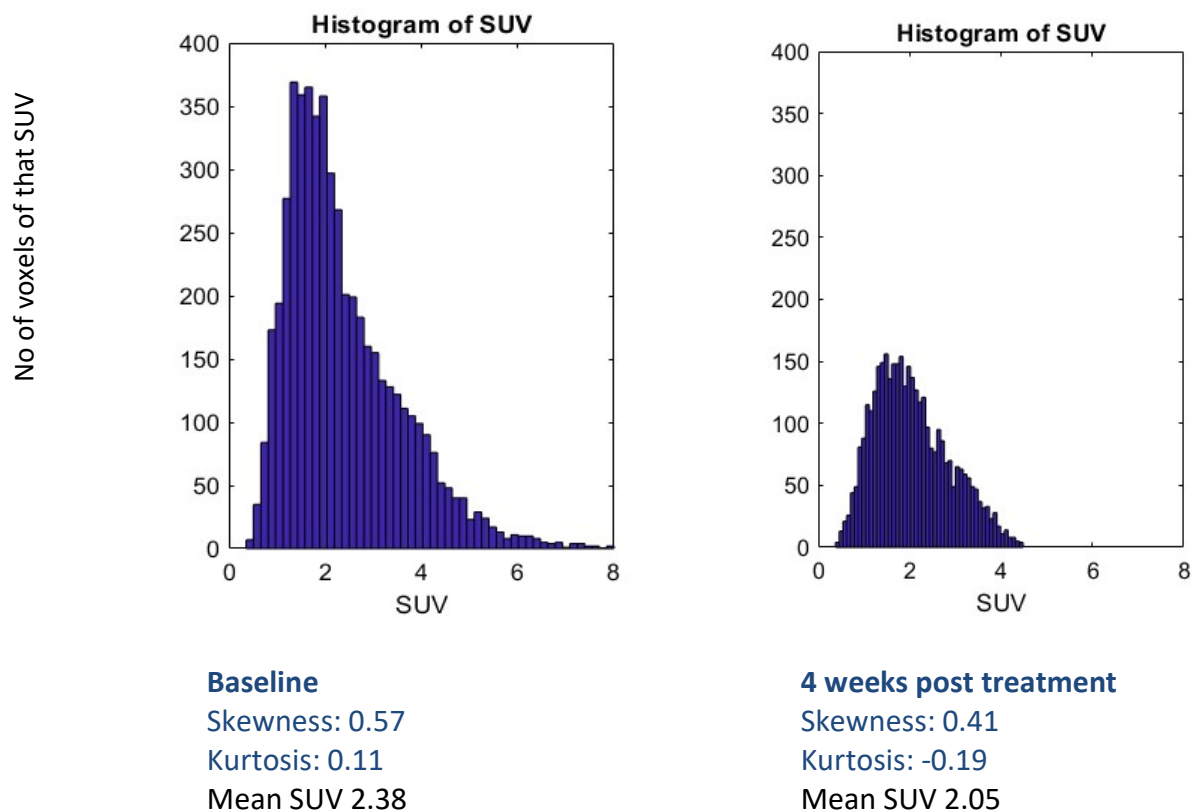 Histogram of SUV
No of voxels of that SUV
400
350
300
250
200
150
100
50
0
0 2 4 6 8
SUV
Histogram of SUV
400
350
300
250
200
150
100
50
0
0 2 4 6 8
SUV
Baseline
Skewness: 0.57
Kurtosis: 0.11
Mean SUV 2.38
4 weeks post treatment
Skewness: 0.41
Kurtosis: -0.19
Mean SUV 2.05